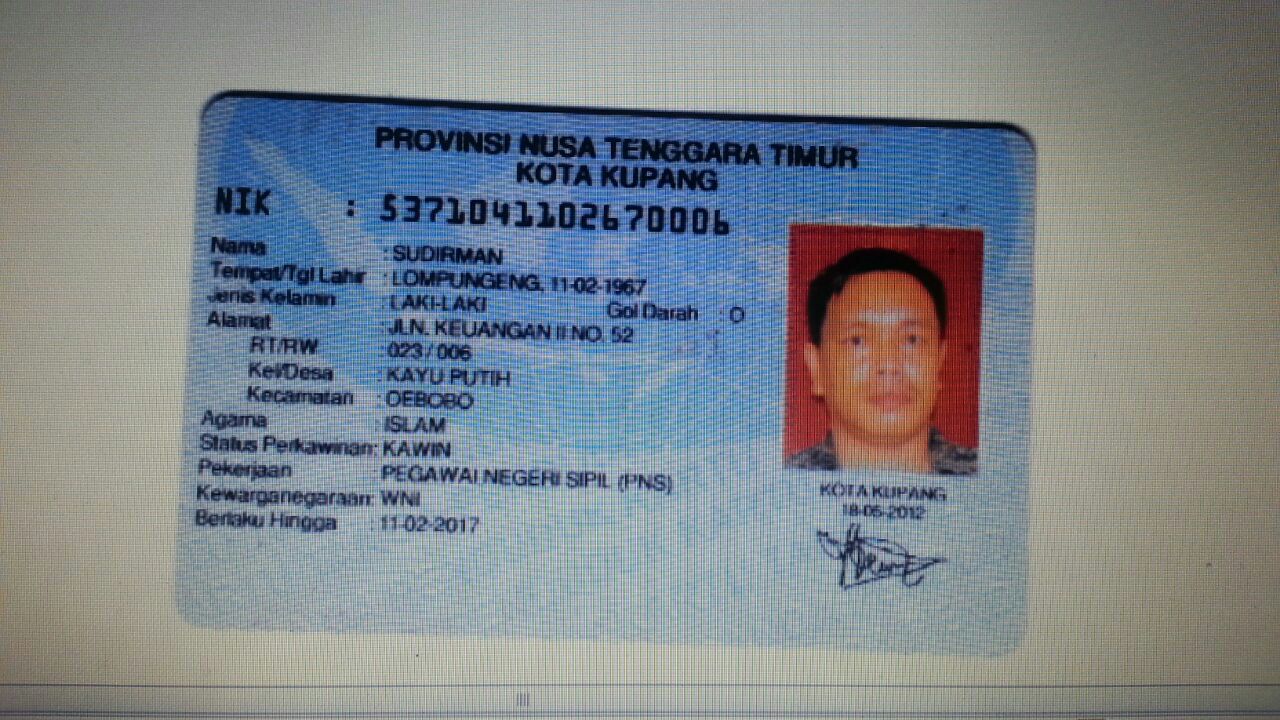 PROVINSI NUSA TENGGARA TIMUR
KOTA KUPANG
NIK : 5371041102670006
Nama : SUDIRMAN
Tempat/Tgl Lahir : LOMPUNGENG, 11-02-1967
Jenis Kelamin : LAKI-LAKI Gol Darah : O
Alamat : JLN. KEUANGAN II NO. 52
RT/RW : 023 / 006
Kel/Desa : KAYU PUTIH
Kecamatan : OEBOBO
Agama : ISLAM
Status Perkawinan: KAWIN
Pekerjaan : PEGAWAI NEGERI SIPIL (PNS)
Kewarganegaraan: WNI
Berlaku Hingga : 11-02-2017
KOTA KUPANG
18-05-2012